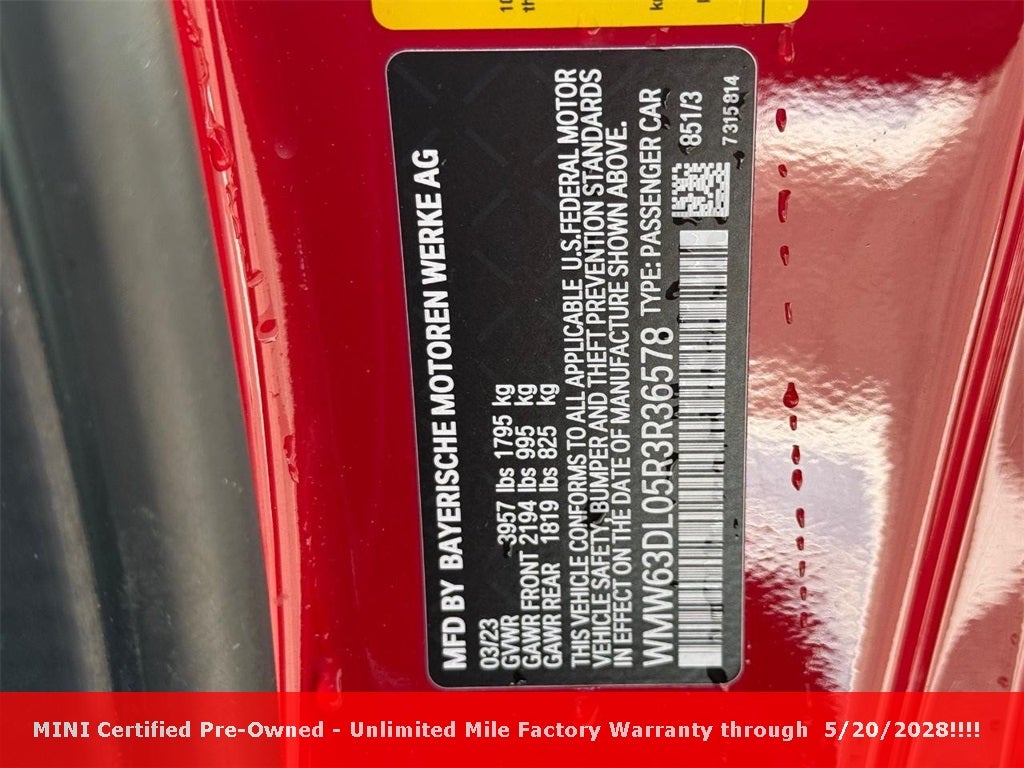 MFD BY BAYERISCHE MOTOREN WERKE AG
03/23
GVWR 3957 lbs 1795 kg
GAWR FRONT 2194 lbs 995 kg
GAWR REAR 1819 lbs 825 kg
THIS VEHICLE CONFORMS TO ALL APPLICABLE U.S.FEDERAL MOTOR
VEHICLE SAFETY, BUMPER AND THEFT PREVENTION STANDARDS
IN EFFECT ON THE DATE OF MANUFACTURE SHOWN ABOVE.
WMW63DL05R3R36578 TYPE: PASSENGER CAR
851/3
7315814
MINI Certified Pre-Owned - Unlimited Mile Factory Warranty through 5/20/2028!!!!